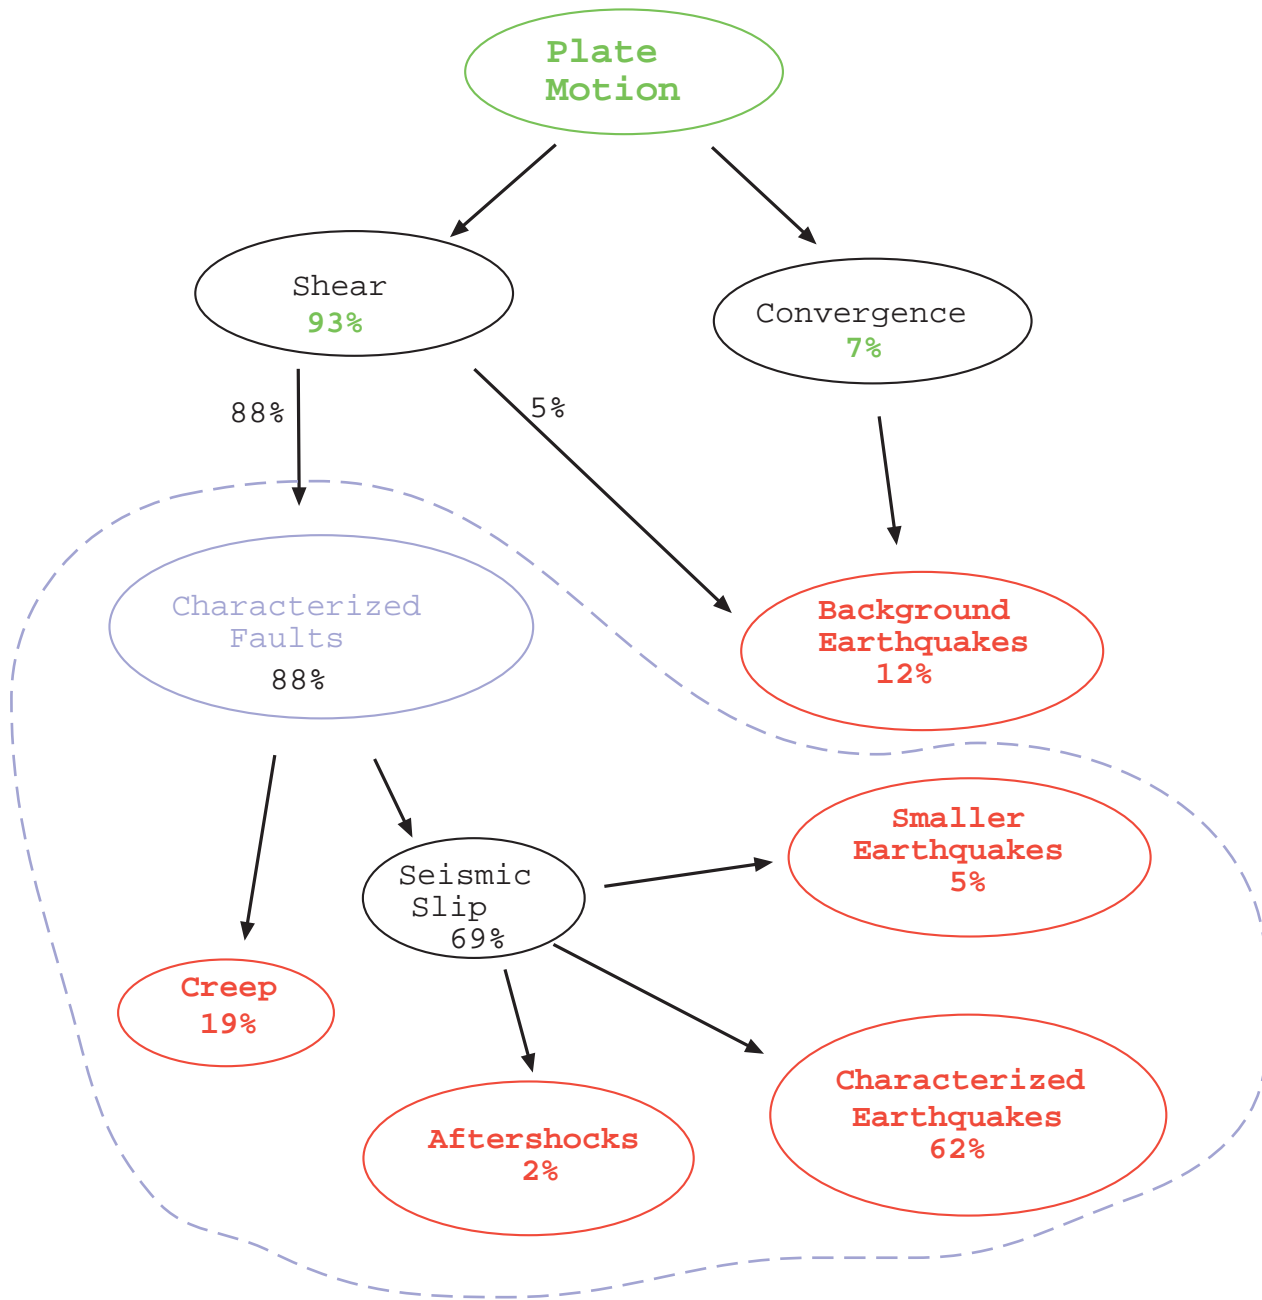 Plate
Motion
Shear
93%
Convergence
7%
88%
5%
Characterized
Faults
88%
Background
Earthquakes
12%
Smaller
Earthquakes
5%
Seismic
Slip
69%
Creep
19%
Characterized
Earthquakes
62%
Aftershocks
2%